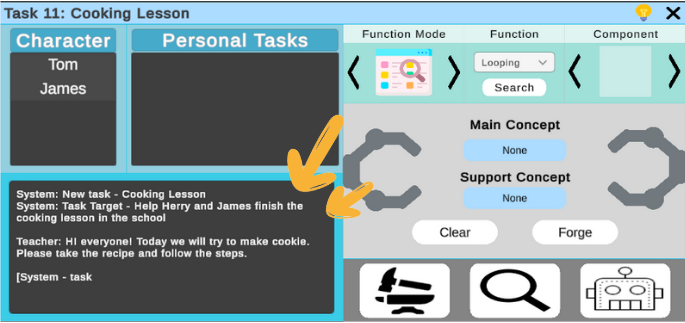 Task 11: Cooking Lesson
Character
Personal Tasks
Tom
James
Function Mode
Function
Component
Looping
Search
Main Concept
None
Support Concept
None
Clear
Forge
System: New task - Cooking Lesson
System: Task Target - Help Herry and James finish the
cooking lesson in the school
Teacher: HI everyone! Today we will try to make cookie.
Please take the recipe and follow the steps.
[System - task